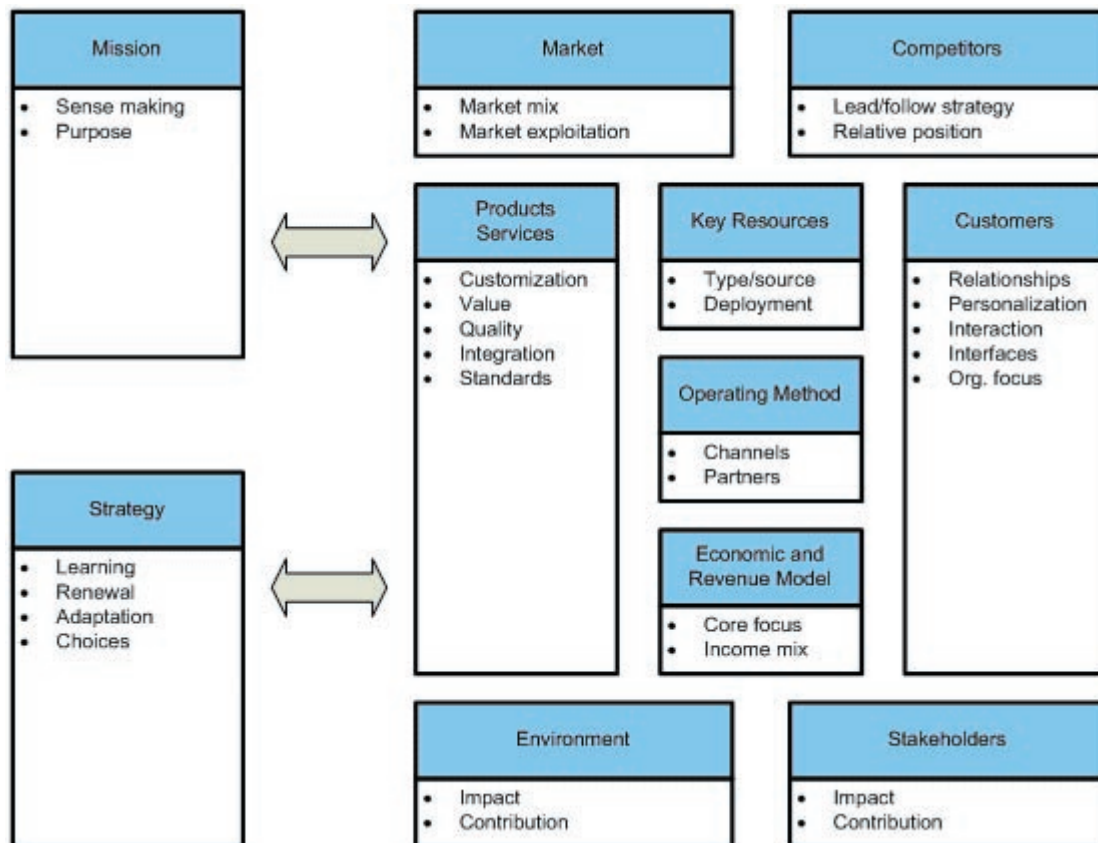 Mission
• Sense making
• Purpose
Market
• Market mix
• Market exploitation
Competitors
• Lead/follow strategy
• Relative position
Products
Services
• Customization
• Value
• Quality
• Integration
• Standards
Key Resources
• Type/source
• Deployment
Customers
• Relationships
• Personalization
• Interaction
• Interfaces
• Org. focus
Operating Method
• Channels
• Partners
Strategy
• Learning
• Renewal
• Adaptation
• Choices
Economic and
Revenue Model
• Core focus
• Income mix
Environment
• Impact
• Contribution
Stakeholders
• Impact
• Contribution